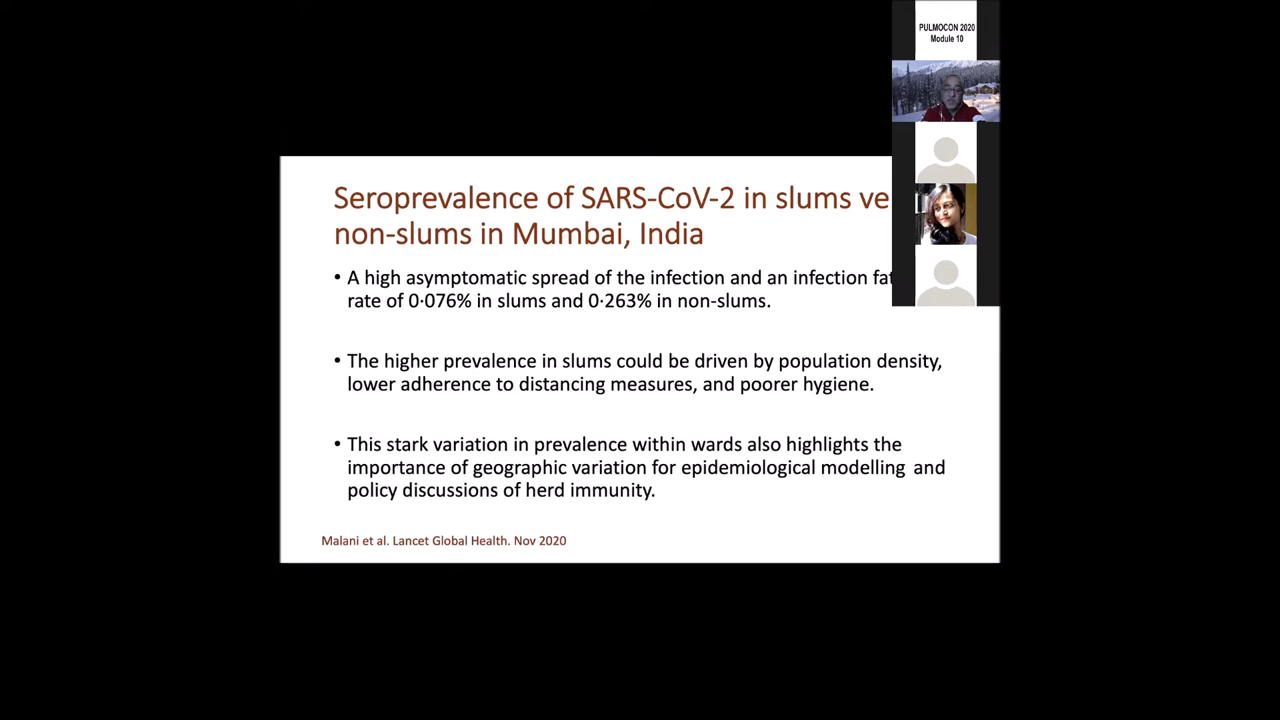 PULMOCON 2020
Module 10
Seroprevalence of SARS-CoV-2 in slums
non-slums in Mumbai, India
• A high asymptomatic spread of the infection and an infection
rate of 0·076% in slums and 0·263% in non-slums.
• The higher prevalence in slums could be driven by population density,
lower adherence to distancing measures, and poorer hygiene.
• This stark variation in prevalence within wards also highlights the
importance of geographic variation for epidemiological modelling and
policy discussions of herd immunity.
Malani et al. Lancet Global Health. Nov 2020